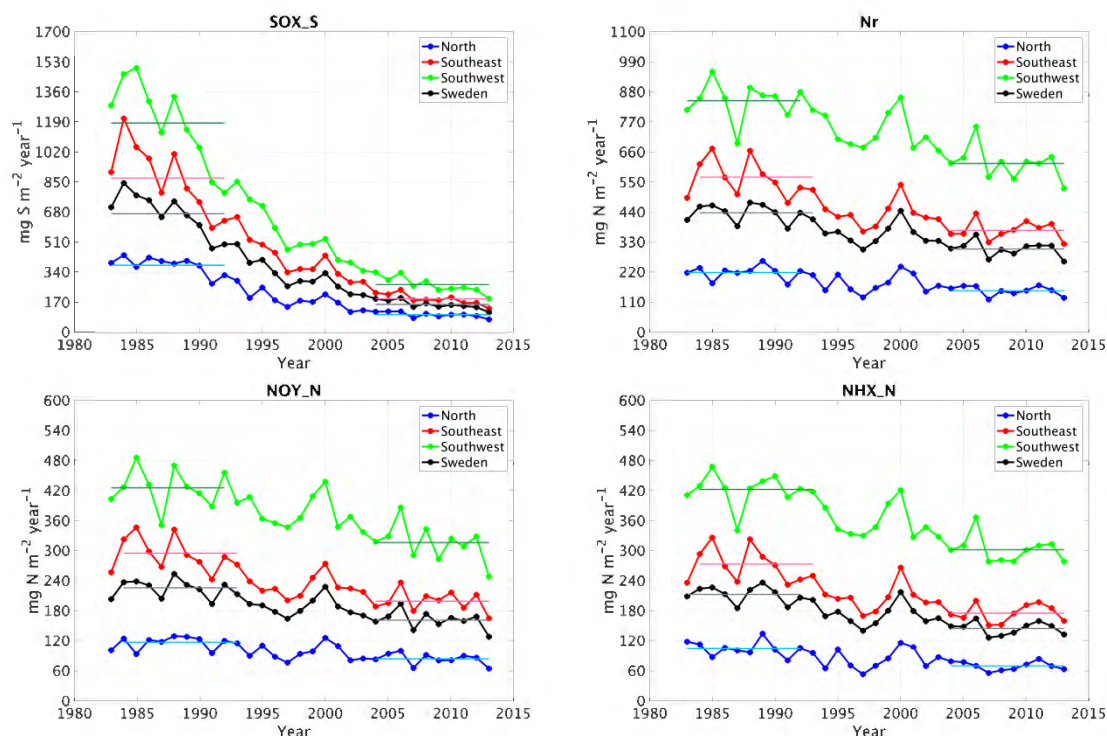 SOX_S
1700
1530
1360
1190
1020
850
680
510
340
170
0
mg S m⁻² year⁻¹
1980 1985 1990 1995 2000 2005 2010 2015
Year
North
Southeast
Southwest
Sweden
Nr
1100
990
880
770
660
550
440
330
220
110
0
mg N m⁻² year⁻¹
1980 1985 1990 1995 2000 2005 2010 2015
Year
North
Southeast
Southwest
Sweden
NOY_N
600
540
480
420
360
300
240
180
120
60
0
mg N m⁻² year⁻¹
1980 1985 1990 1995 2000 2005 2010 2015
Year
North
Southeast
Southwest
Sweden
NHX_N
600
540
480
420
360
300
240
180
120
60
0
mg N m⁻² year⁻¹
1980 1985 1990 1995 2000 2005 2010 2015
Year
North
Southeast
Southwest
Sweden